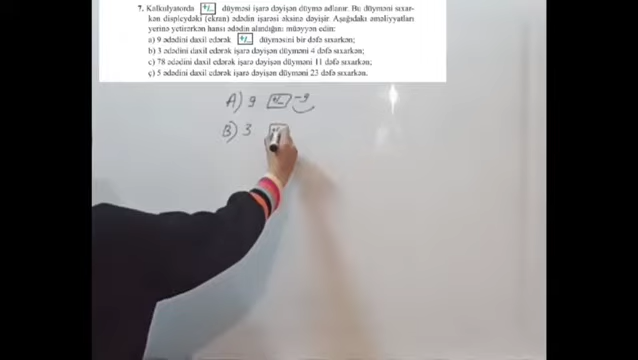 7. Kalkulyatorda +/− düyməsi işarə dəyişən düymə adlanır. Bu düyməni sıxar-
kən displeydəki (ekran) ədədin işarəsi əksinə dəyişir. Aşağıdakı əməliyyatları
yerinə yetirərkən hansı ədədin alındığını müəyyən edin:
a) 9 ədədini daxil edərək +/− düyməsini bir dəfə sıxarkən;
b) 3 ədədini daxil edərək işarə dəyişən düyməni 4 dəfə sıxarkən;
c) 78 ədədini daxil edərək işarə dəyişən düyməni 11 dəfə sıxarkən;
ç) 5 ədədini daxil edərək işarə dəyişən düyməni 23 dəfə sıxarkən.
A) 9 +/− −9
B) 3